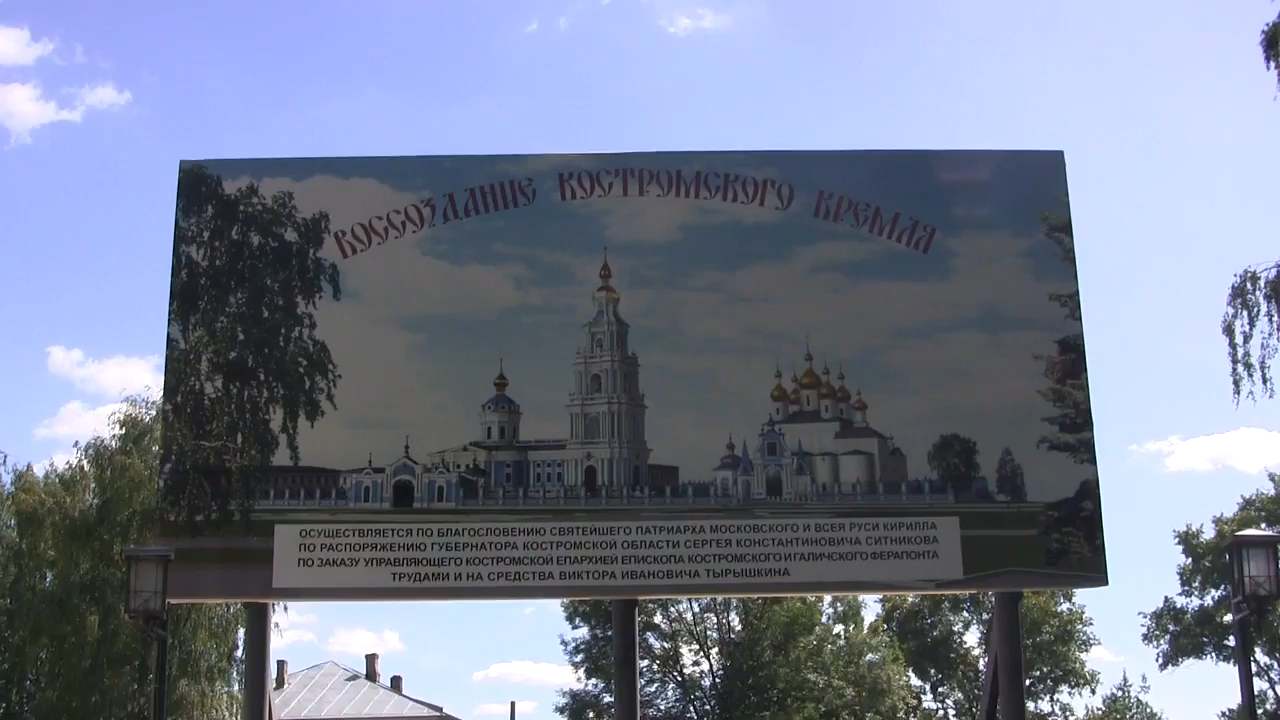 ВОССОЗДАНИЕ КОСТРОМСКОГО КРЕМЛЯ
ОСУЩЕСТВЛЯЕТСЯ ПО БЛАГОСЛОВЕНИЮ СВЯТЕЙШЕГО ПАТРИАРХА МОСКОВСКОГО И ВСЕЯ РУСИ КИРИЛЛА
ПО РАСПОРЯЖЕНИЮ ГУБЕРНАТОРА КОСТРОМСКОЙ ОБЛАСТИ СЕРГЕЯ КОНСТАНТИНОВИЧА СИТНИКОВА
ПО ЗАКАЗУ УПРАВЛЯЮЩЕГО КОСТРОМСКОЙ ЕПАРХИЕЙ ЕПИСКОПА КОСТРОМСКОГО И ГАЛИЧСКОГО ФЕРАПОНТА
ТРУДАМИ И НА СРЕДСТВА ВИКТОРА ИВАНОВИЧА ТЫРЫШКИНА